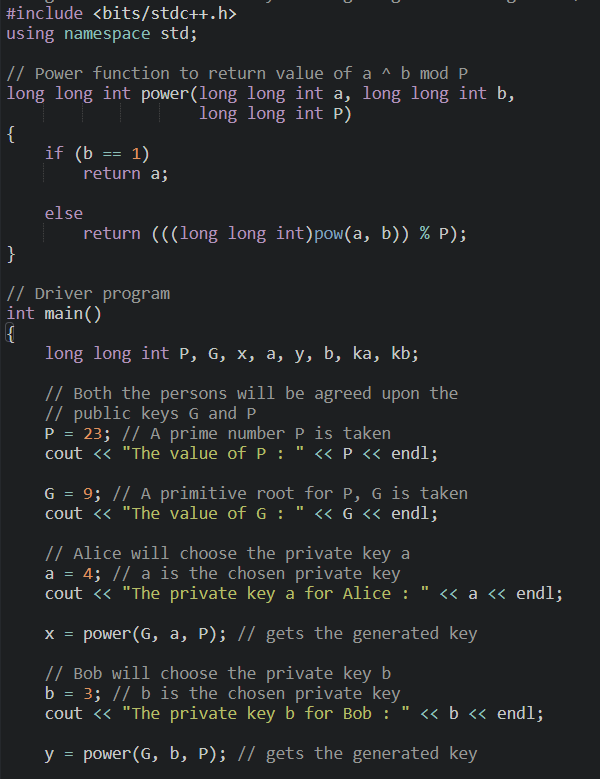 #include <bits/stdc++.h>
using namespace std;
// Power function to return value of a ^ b mod P
long long int power(long long int a, long long int b,
long long int P)
{
if (b == 1)
return a;
else
return (((long long int)pow(a, b)) % P);
}
// Driver program
int main()
{
long long int P, G, x, a, y, b, ka, kb;
// Both the persons will be agreed upon the
// public keys G and P
P = 23; // A prime number P is taken
cout << "The value of P : " << P << endl;
G = 9; // A primitive root for P, G is taken
cout << "The value of G : " << G << endl;
// Alice will choose the private key a
a = 4; // a is the chosen private key
cout << "The private key a for Alice : " << a << endl;
x = power(G, a, P); // gets the generated key
// Bob will choose the private key b
b = 3; // b is the chosen private key
cout << "The private key b for Bob : " << b << endl;
y = power(G, b, P); // gets the generated key